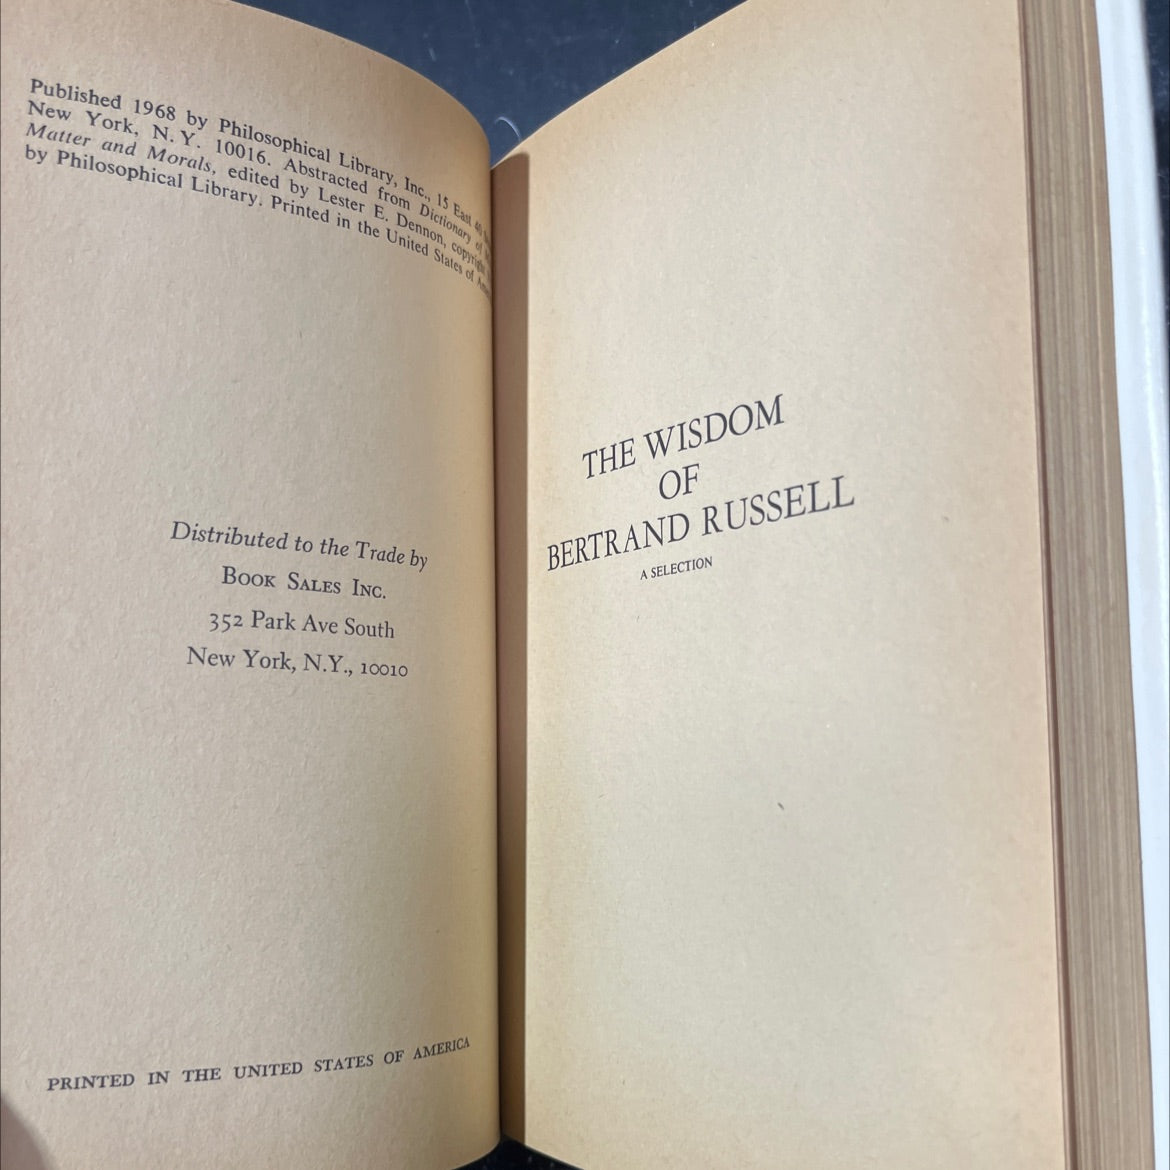 Published 1968 by Philosophical Library, Inc., 15 East 40
New York, N. Y. 10016. Abstracted from Dictionary of
Matter and Morals, edited by Lester E. Dennon, copyright
by Philosophical Library. Printed in the United States of
Distributed to the Trade by
BOOK SALES INC.
352 Park Ave South
New York, N.Y., 10010
PRINTED IN THE UNITED STATES OF AMERICA
THE WISDOM
OF
BERTRAND RUSSELL
A SELECTION